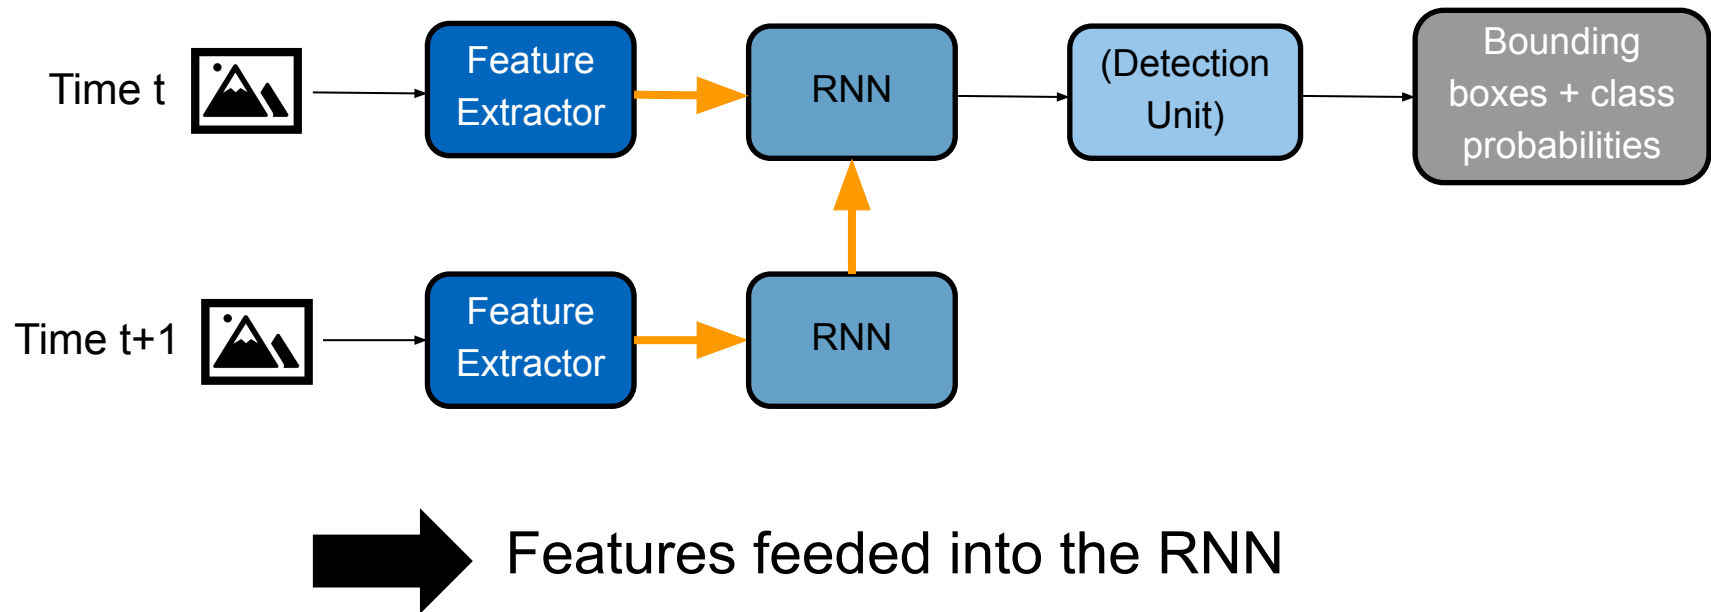 Time t
Feature
Extractor
RNN
(Detection
Unit)
Bounding
boxes + class
probabilities
Time t+1
Feature
Extractor
RNN
Features feeded into the RNN